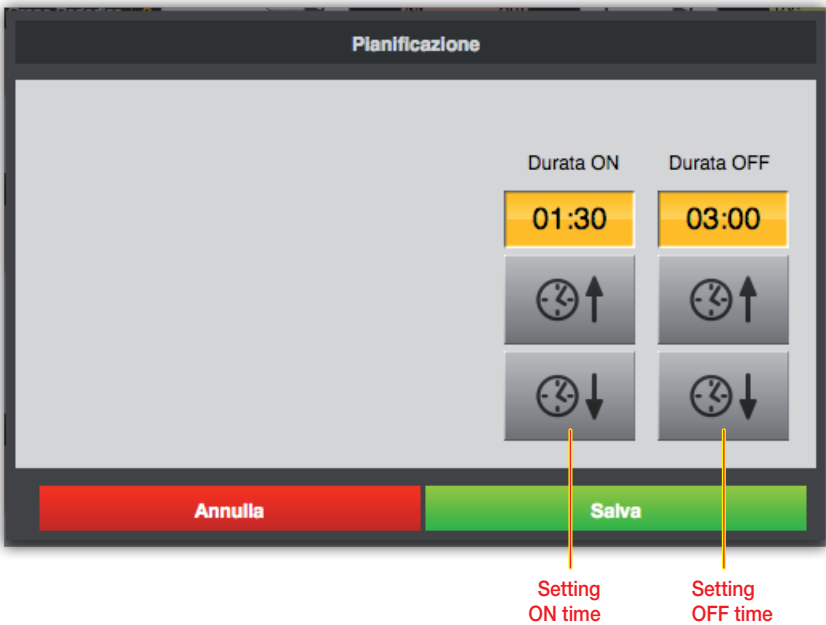 Pianificazione
Durata ON Durata OFF
01:30 03:00
Annulla Salva
Setting Setting
ON time OFF time